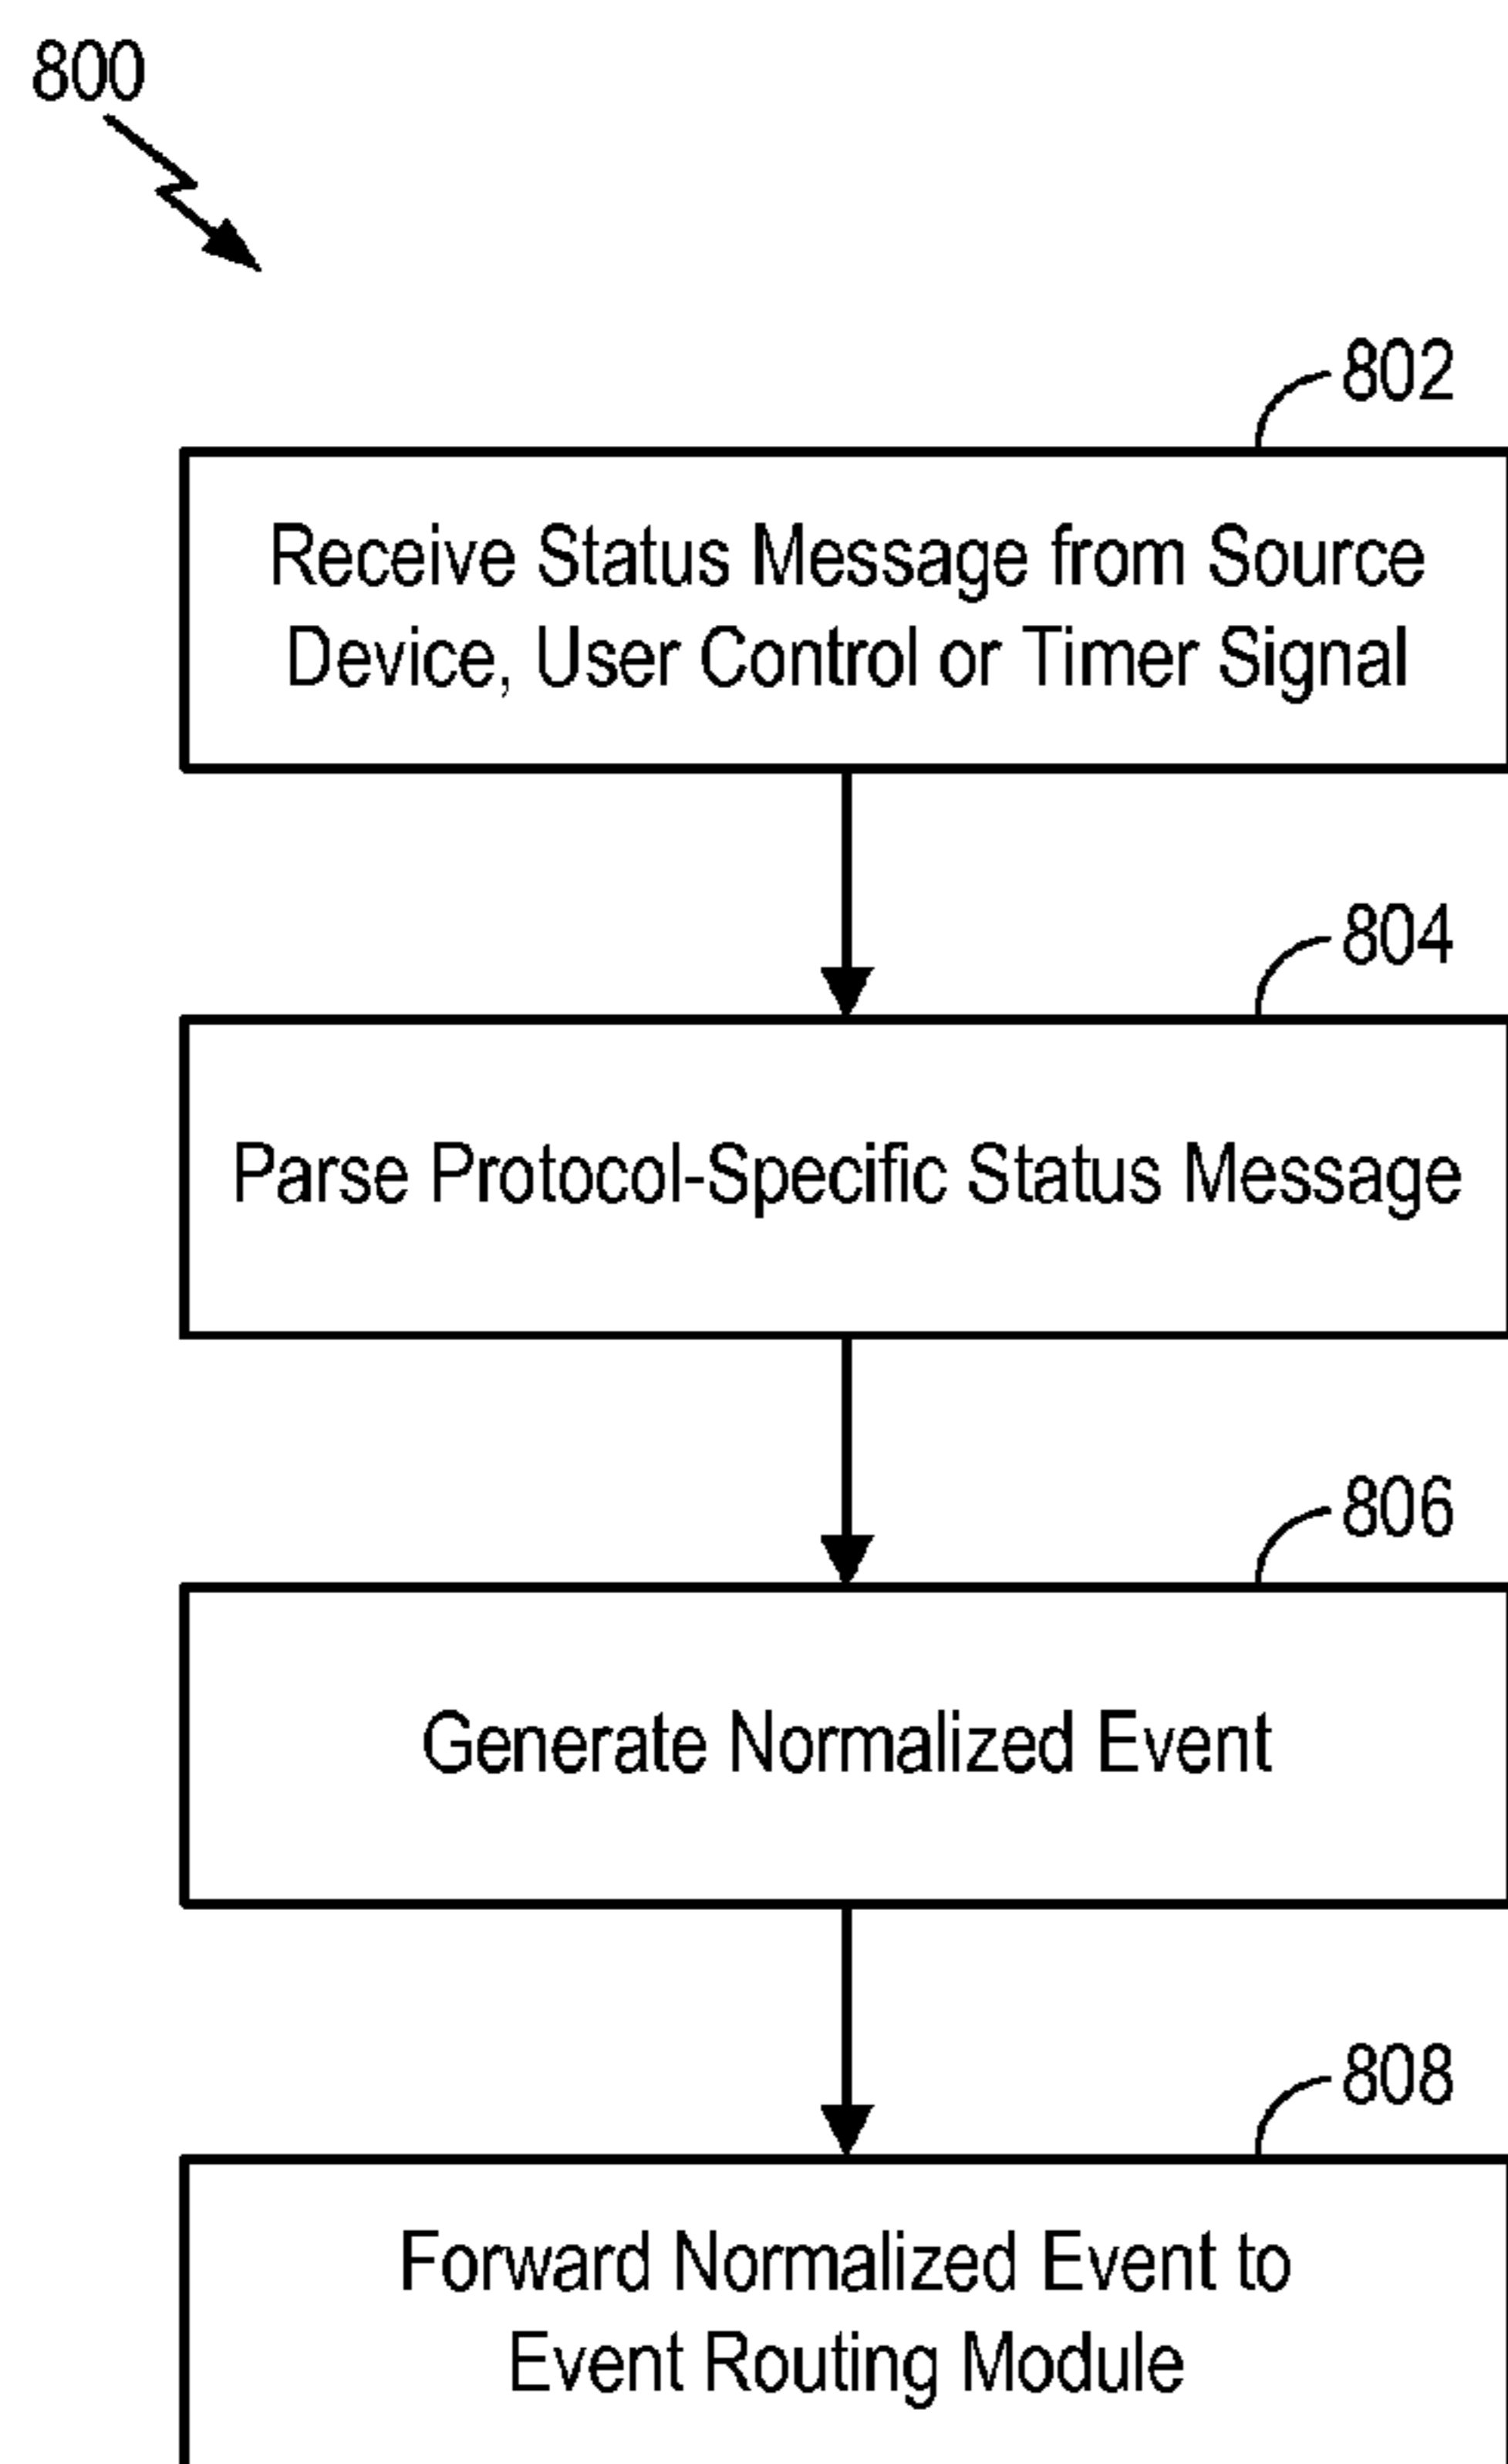 800
802
Receive Status Message from Source
Device, User Control or Timer Signal
804
Parse Protocol-Specific Status Message
806
Generate Normalized Event
808
Forward Normalized Event to
Event Routing Module